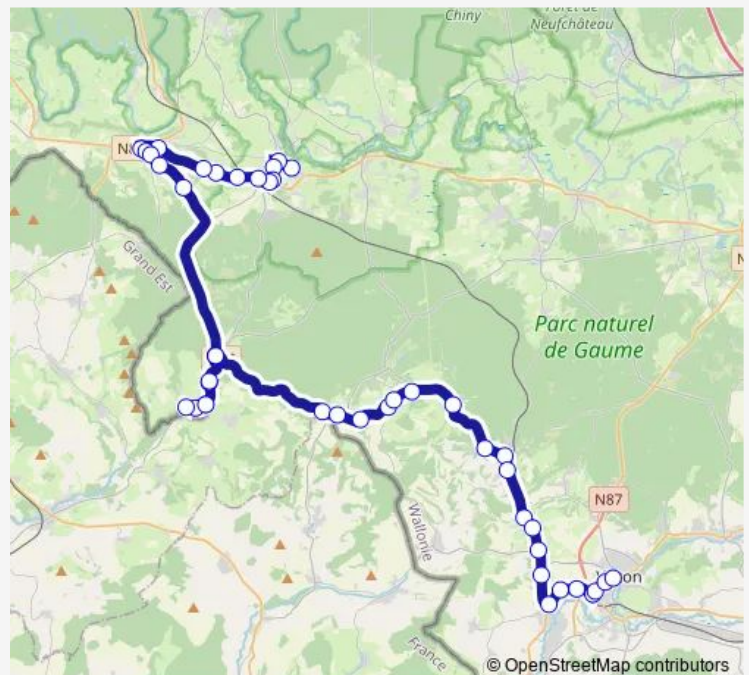 Chiny
Forêt de
Neufchâteau
Grand Est
Parc naturel
de Gaume
Wallonie
N87
France
© OpenStreetMap contributors